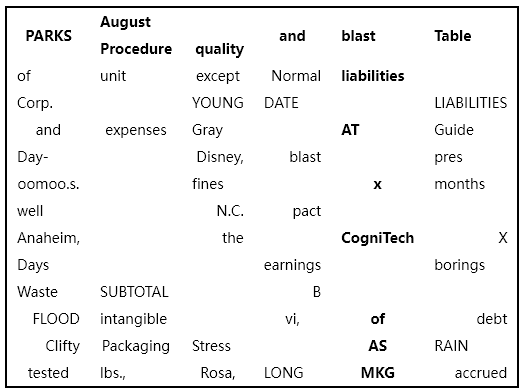 PARKS August Procedure quality and blast Table
of unit except Normal liabilities
Corp. YOUNG DATE LIABILITIES
and expenses Gray AT Guide
Day- Disney, blast pres
oomoo.s. fines x months
well N.C. pact
Anaheim, the CogniTech X
Days earnings borings
Waste SUBTOTAL B
FLOOD intangible vi, of debt
Clifty Packaging Stress AS RAIN
tested lbs., Rosa, LONG MKG accrued